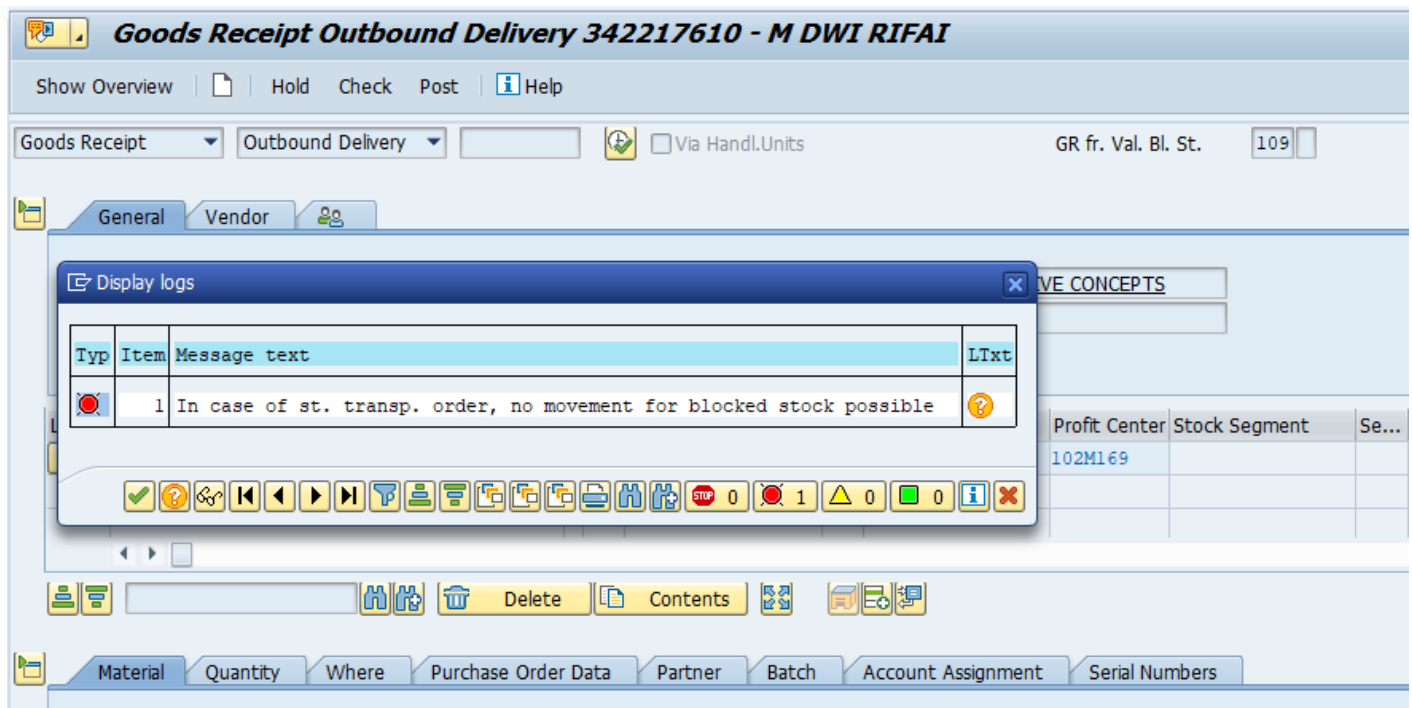 Goods Receipt Outbound Delivery 342217610 - M DWI RIFAI
Show Overview Hold Check Post Help
Goods Receipt Outbound Delivery Via Handl.Units GR fr. Val. Bl. St. 109
General Vendor
Display logs
VE CONCEPTS
Typ Item Message text LTxt
1 In case of st. transp. order, no movement for blocked stock possible
Profit Center Stock Segment Se...
102M169
STOP 0 1 0 0
Delete Contents
Material Quantity Where Purchase Order Data Partner Batch Account Assignment Serial Numbers